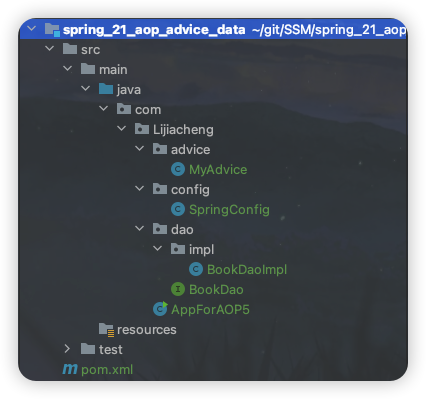 spring_21_aop_advice_data ~/git/SSM/spring_21_aop
src
main
java
com
Lijiacheng
advice
MyAdvice
config
SpringConfig
dao
impl
BookDaoImpl
BookDao
AppForAOP5
resources
test
pom.xml